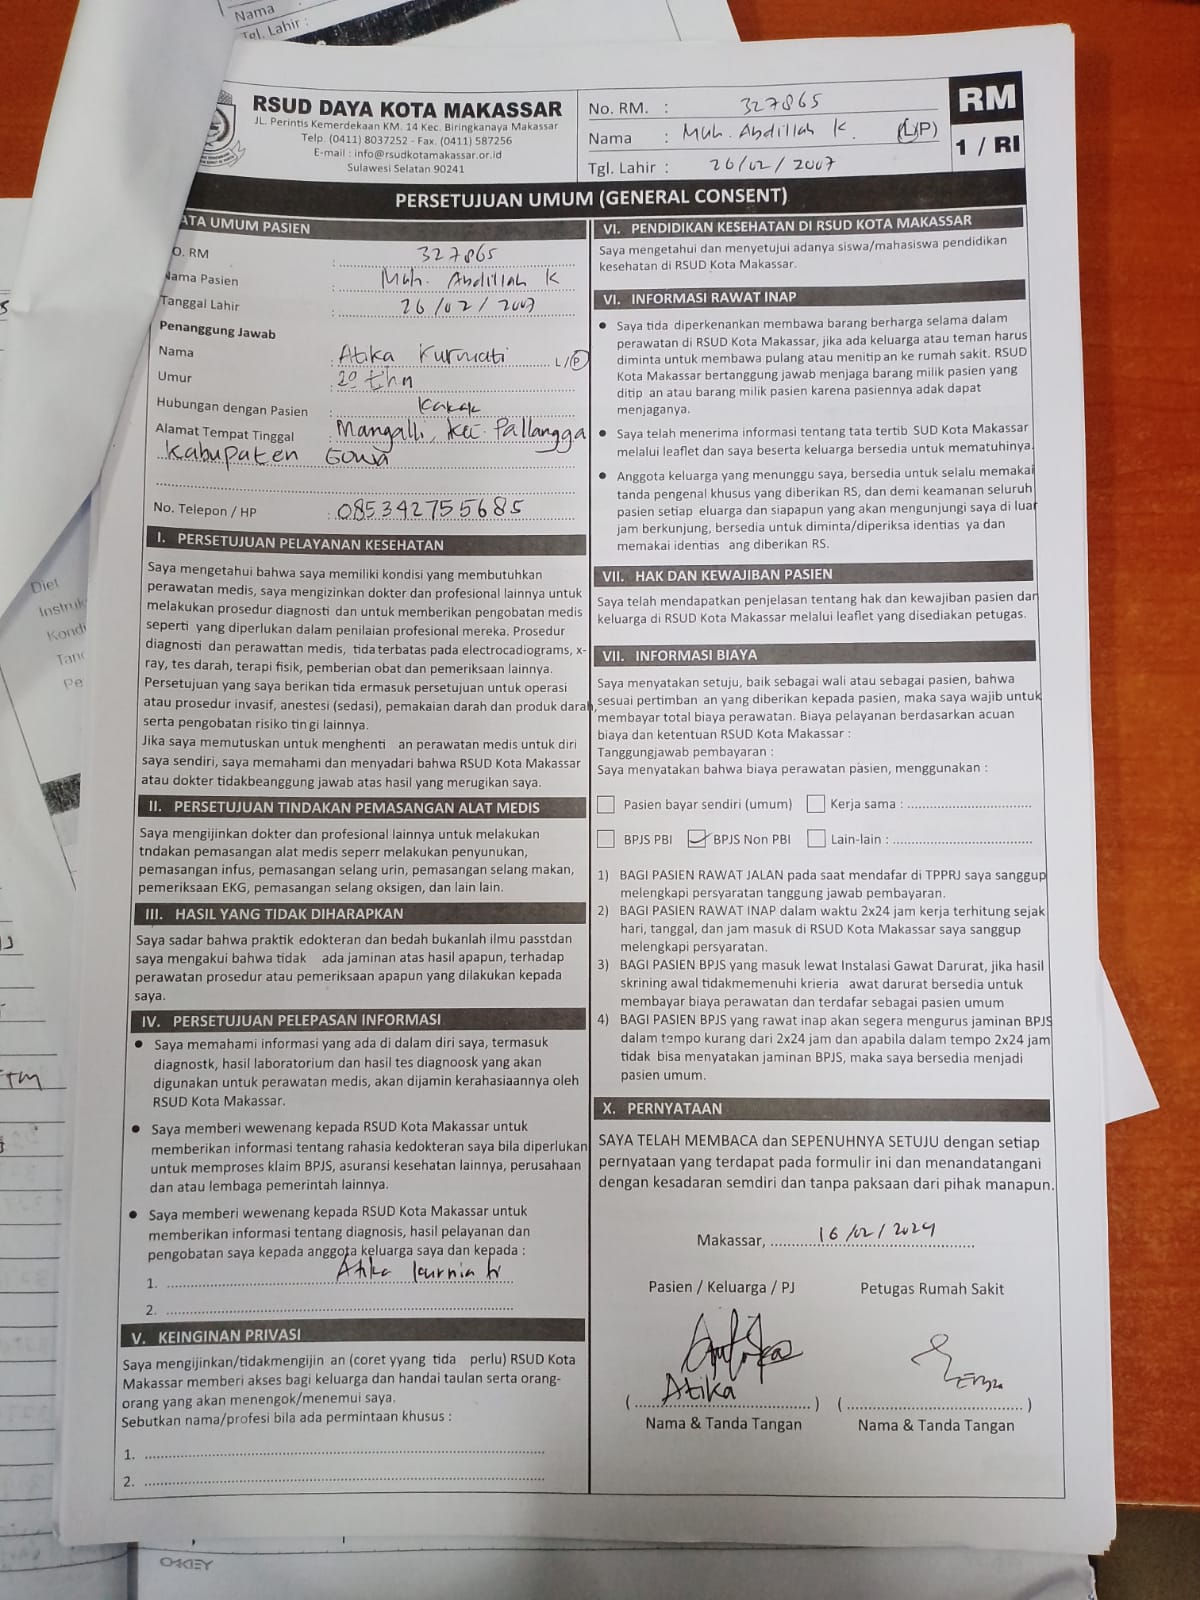 Nama
Tgl. Lahir :
RSUD DAYA KOTA MAKASSAR
JL. Perintis Kemerdekaan KM. 14 Kec. Biringkanaya Makassar
Telp. (0411) 8037252 - Fax. (0411) 587256
E-mail : info@rsudkotamakassar.or.id
Sulawesi Selatan 90241
No. RM. : 327865
Nama : Muh. Abdillah K. (L/P)
Tgl. Lahir : 26/02/2007
RM
1 / RI
PERSETUJUAN UMUM (GENERAL CONSENT)
ATA UMUM PASIEN
O. RM : 327865
Nama Pasien : Muh. Abdillah K
Tanggal Lahir : 26/02/2007
Penanggung Jawab
Nama : Atika Kurniati L/P
Umur : 20 thn
Hubungan dengan Pasien : Kakak
Alamat Tempat Tinggal : Mangalli, Kec. Pallangga
Kabupaten Gowa
No. Telepon / HP : 085342755685
I. PERSETUJUAN PELAYANAN KESEHATAN
Saya mengetahui bahwa saya memiliki kondisi yang membutuhkan
perawatan medis, saya mengizinkan dokter dan profesional lainnya untuk
melakukan prosedur diagnosti dan untuk memberikan pengobatan medis
seperti yang diperlukan dalam penilaian profesional mereka. Prosedur
diagnosti dan perawattan medis, tida terbatas pada electrocadiograms, x-
ray, tes darah, terapi fisik, pemberian obat dan pemeriksaan lainnya.
Persetujuan yang saya berikan tida ermasuk persetujuan untuk operasi
atau prosedur invasif, anestesi (sedasi), pemakaian darah dan produk darah,
serta pengobatan risiko tin gi lainnya.
Jika saya memutuskan untuk menghenti an perawatan medis untuk diri
saya sendiri, saya memahami dan menyadari bahwa RSUD Kota Makassar
atau dokter tidakbeanggung jawab atas hasil yang merugikan saya.
II. PERSETUJUAN TINDAKAN PEMASANGAN ALAT MEDIS
Saya mengijinkan dokter dan profesional lainnya untuk melakukan
tndakan pemasangan alat medis seperr melakukan penyunukan,
pemasangan infus, pemasangan selang urin, pemasangan selang makan,
pemeriksaan EKG, pemasangan selang oksigen, dan lain lain.
III. HASIL YANG TIDAK DIHARAPKAN
Saya sadar bahwa praktik edokteran dan bedah bukanlah ilmu passtdan
saya mengakui bahwa tidak ada jaminan atas hasil apapun, terhadap
perawatan prosedur atau pemeriksaan apapun yang dilakukan kepada
saya.
IV. PERSETUJUAN PELEPASAN INFORMASI
● Saya memahami informasi yang ada di dalam diri saya, termasuk
diagnostk, hasil laboratorium dan hasil tes diagnoosk yang akan
digunakan untuk perawatan medis, akan dijamin kerahasiaannya oleh
RSUD Kota Makassar.
● Saya memberi wewenang kepada RSUD Kota Makassar untuk
memberikan informasi tentang rahasia kedokteran saya bila diperlukan
untuk memproses klaim BPJS, asuransi kesehatan lainnya, perusahaan
dan atau lembaga pemerintah lainnya.
● Saya memberi wewenang kepada RSUD Kota Makassar untuk
memberikan informasi tentang diagnosis, hasil pelayanan dan
pengobatan saya kepada anggota keluarga saya dan kepada :
1. Atika kurniati
2.
V. KEINGINAN PRIVASI
Saya mengijinkan/tidakmengijin an (coret yyang tida perlu) RSUD Kota
Makassar memberi akses bagi keluarga dan handai taulan serta orang-
orang yang akan menengok/menemui saya.
Sebutkan nama/profesi bila ada permintaan khusus :
1.
2.
VI. PENDIDIKAN KESEHATAN DI RSUD KOTA MAKASSAR
Saya mengetahui dan menyetujui adanya siswa/mahasiswa pendidikan
kesehatan di RSUD Kota Makassar.
VI. INFORMASI RAWAT INAP
● Saya tida diperkenankan membawa barang berharga selama dalam
perawatan di RSUD Kota Makassar, jika ada keluarga atau teman harus
diminta untuk membawa pulang atau menitip an ke rumah sakit. RSUD
Kota Makassar bertanggung jawab menjaga barang milik pasien yang
ditip an atau barang milik pasien karena pasiennya adak dapat
menjaganya.
● Saya telah menerima informasi tentang tata tertib SUD Kota Makassar
melalui leaflet dan saya beserta keluarga bersedia untuk mematuhinya.
● Anggota keluarga yang menunggu saya, bersedia untuk selalu memakai
tanda pengenal khusus yang diberikan RS, dan demi keamanan seluruh
pasien setiap eluarga dan siapapun yang akan mengunjungi saya di luar
jam berkunjung, bersedia untuk diminta/diperiksa identias ya dan
memakai identias ang diberikan RS.
VII. HAK DAN KEWAJIBAN PASIEN
Saya telah mendapatkan penjelasan tentang hak dan kewajiban pasien dan
keluarga di RSUD Kota Makassar melalui leaflet yang disediakan petugas.
VII. INFORMASI BIAYA
Saya menyatakan setuju, baik sebagai wali atau sebagai pasien, bahwa
sesuai pertimban an yang diberikan kepada pasien, maka saya wajib untuk
membayar total biaya perawatan. Biaya pelayanan berdasarkan acuan
biaya dan ketentuan RSUD Kota Makassar :
Tanggungjawab pembayaran :
Saya menyatakan bahwa biaya perawatan pasien, menggunakan :
Pasien bayar sendiri (umum) Kerja sama :
BPJS PBI BPJS Non PBI Lain-lain :
1) BAGI PASIEN RAWAT JALAN pada saat mendafar di TPPRJ saya sanggup
melengkapi persyaratan tanggung jawab pembayaran.
2) BAGI PASIEN RAWAT INAP dalam waktu 2x24 jam kerja terhitung sejak
hari, tanggal, dan jam masuk di RSUD Kota Makassar saya sanggup
melengkapi persyaratan.
3) BAGI PASIEN BPJS yang masuk lewat Instalasi Gawat Darurat, jika hasil
skrining awal tidakmemenuhi krieria awat darurat bersedia untuk
membayar biaya perawatan dan terdafar sebagai pasien umum
4) BAGI PASIEN BPJS yang rawat inap akan segera mengurus jaminan BPJS
dalam tempo kurang dari 2x24 jam dan apabila dalam tempo 2x24 jam
tidak bisa menyatakan jaminan BPJS, maka saya bersedia menjadi
pasien umum.
X. PERNYATAAN
SAYA TELAH MEMBACA dan SEPENUHNYA SETUJU dengan setiap
pernyataan yang terdapat pada formulir ini dan menandatangani
dengan kesadaran semdiri dan tanpa paksaan dari pihak manapun.
Makassar, 16/02/2024
Pasien / Keluarga / PJ Petugas Rumah Sakit
( Atika ) ( )
Nama & Tanda Tangan Nama & Tanda Tangan
Diet
Instruk
Kondi
Tan
Pe